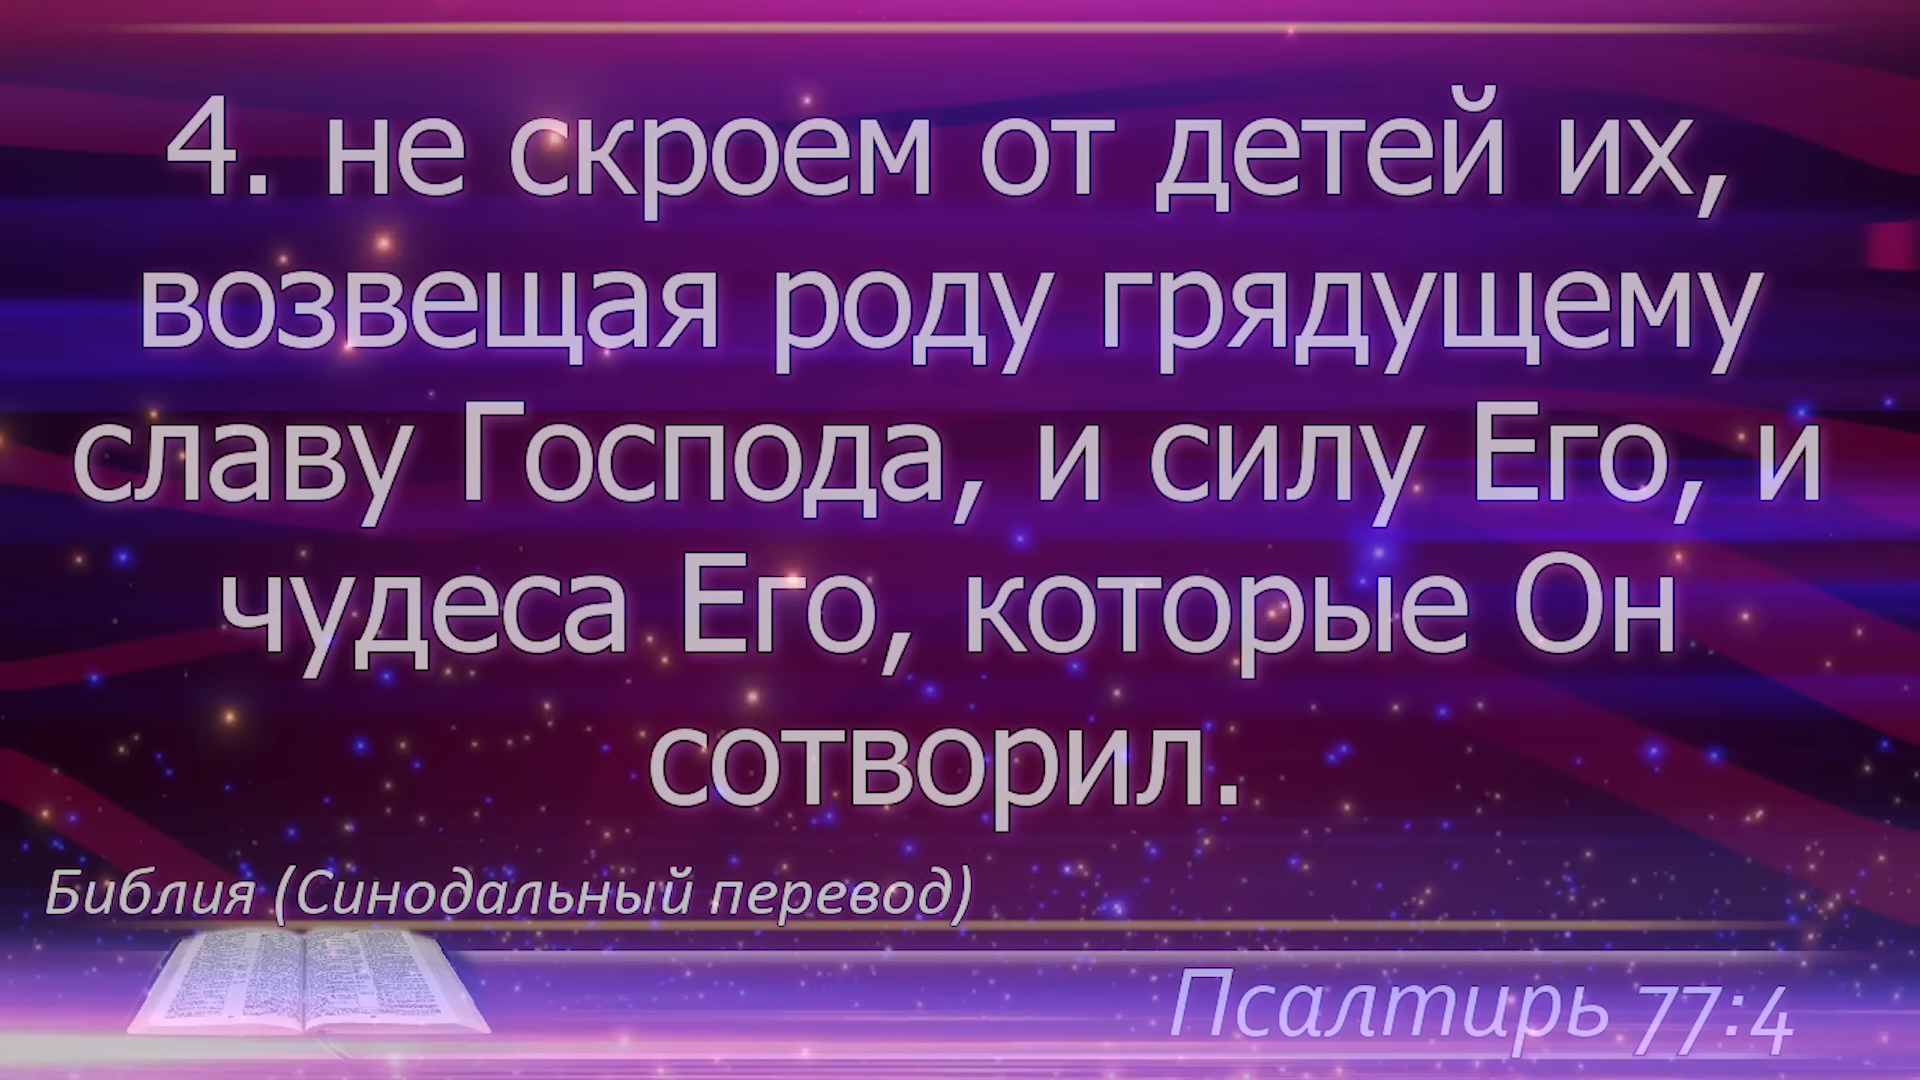 4. не скроем от детей их,
возвещая роду грядущему
славу Господа, и силу Его, и
чудеса Его, которые Он
сотворил.
Библия (Синодальный перевод)
Псалтирь 77:4